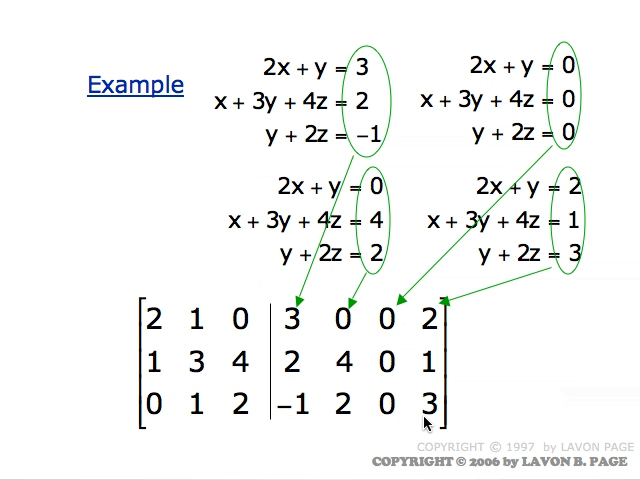 Example
2x + y = 3
x + 3y + 4z = 2
y + 2z = −1
2x + y = 0
x + 3y + 4z = 0
y + 2z = 0
2x + y = 0
x + 3y + 4z = 4
y + 2z = 2
2x + y = 2
x + 3y + 4z = 1
y + 2z = 3
2 1 0 3 0 0 2
1 3 4 2 4 0 1
0 1 2 −1 2 0 3
COPYRIGHT © 1997 by LAVON PAGE
COPYRIGHT © 2006 by LAVON B. PAGE